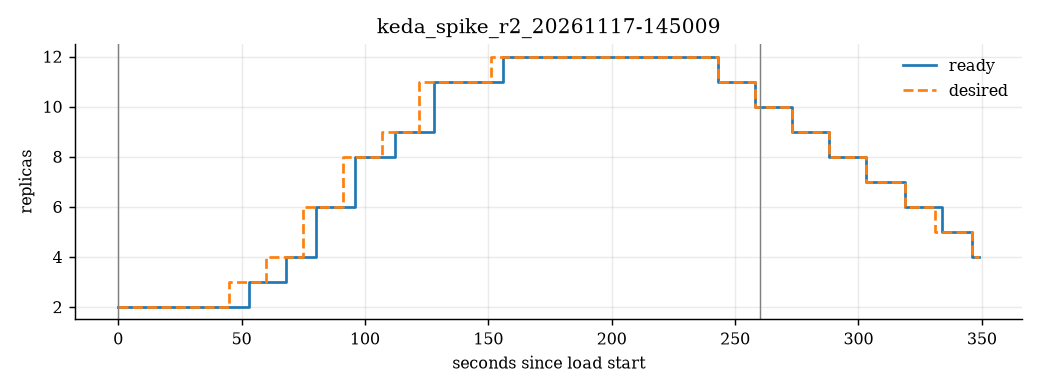 keda_spike_r2_20261117-145009
12
10
8
6
4
2
replicas
ready
desired
0 50 100 150 200 250 300 350
seconds since load start